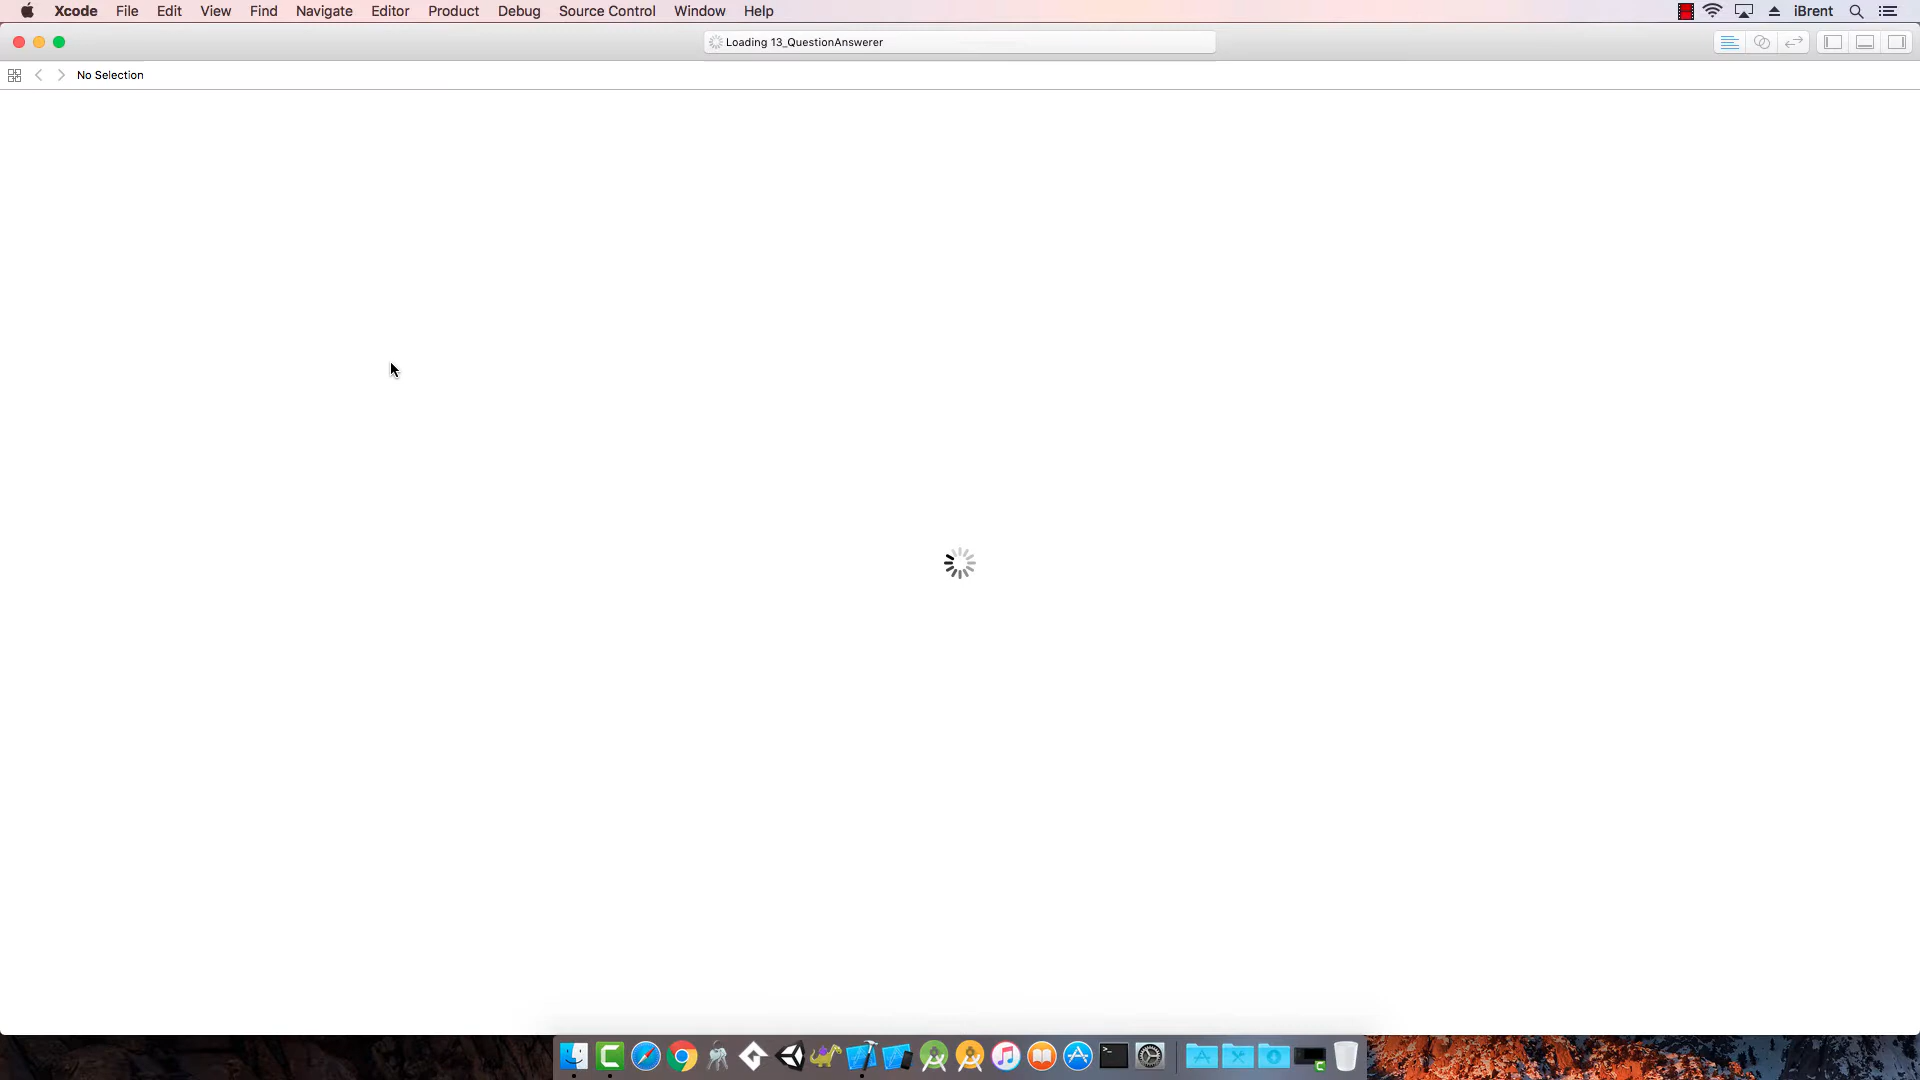 Xcode File Edit View Find Navigate Editor Product Debug Source Control Window Help iBrent
Loading 13_QuestionAnswerer
No Selection